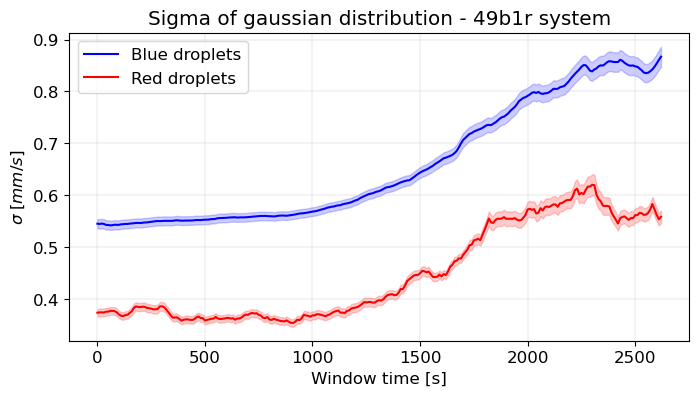 Sigma of gaussian distribution - 49b1r system
Blue droplets
Red droplets
0.9
0.8
0.7
0.6
0.5
0.4
σ [mm/s]
0 500 1000 1500 2000 2500
Window time [s]